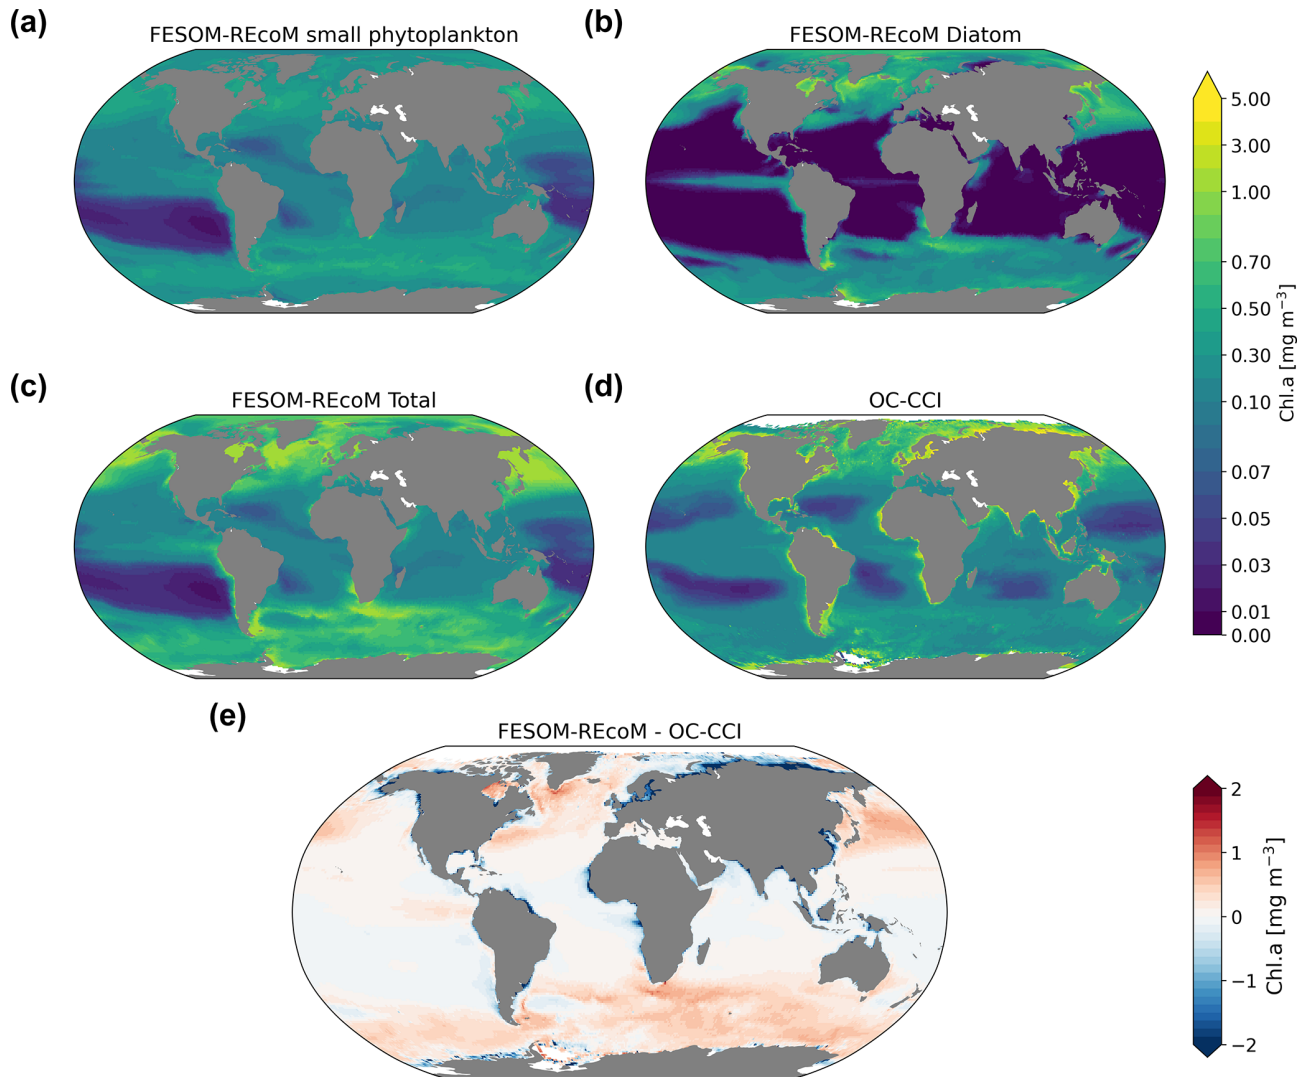 (a)
FESOM-REcoM small phytoplankton
(b)
FESOM-REcoM Diatom
5.00
3.00
1.00
0.70
0.50
0.30
0.10
0.07
0.05
0.03
0.01
0.00
Chl.a [mg m⁻³]
(c)
FESOM-REcoM Total
(d)
OC-CCI
(e)
FESOM-REcoM - OC-CCI
2
1
0
−1
−2
Chl.a [mg m⁻³]